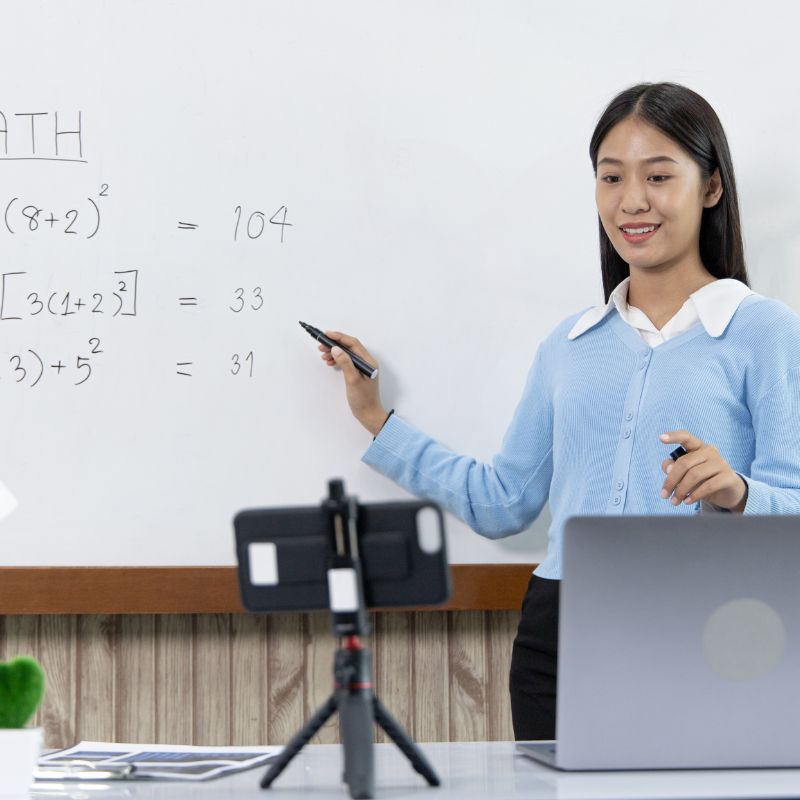 ATH
(8+2)² = 104
[3(1+2)²] = 33
3)+5² = 31